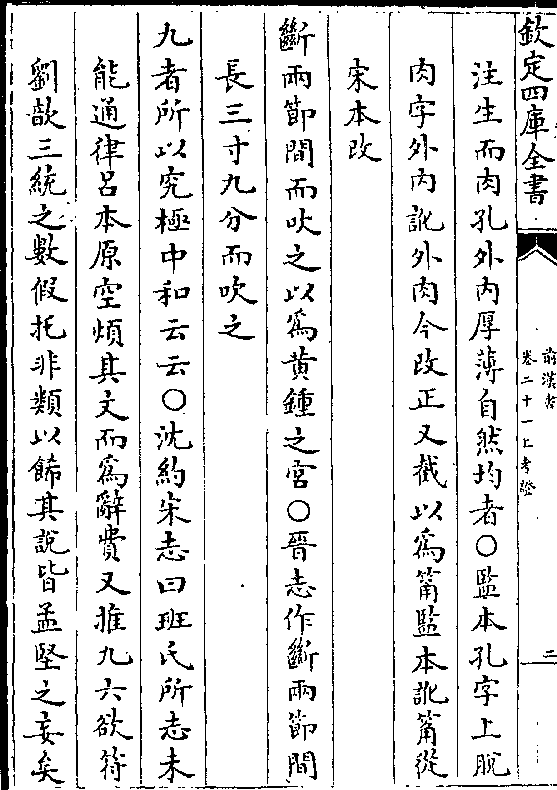 欽定四庫全書
前漢書
卷二十一上考證
二
注生而肉孔外内厚薄自然均者○監本孔字上脫
肉字外内訛外肉今改正又截以爲筩監本訛筩從
宋本改
斷兩節間而吹之以爲黄鍾之宫○晉志作斷兩節間
長三寸九分而吹之
九者所以究極中和云云○沈約宋志曰班氏所志未
能通律呂本原空煩其文而爲辭費又推九六欲符
劉歆三統之數假托非類以飾其說皆孟堅之妄矣